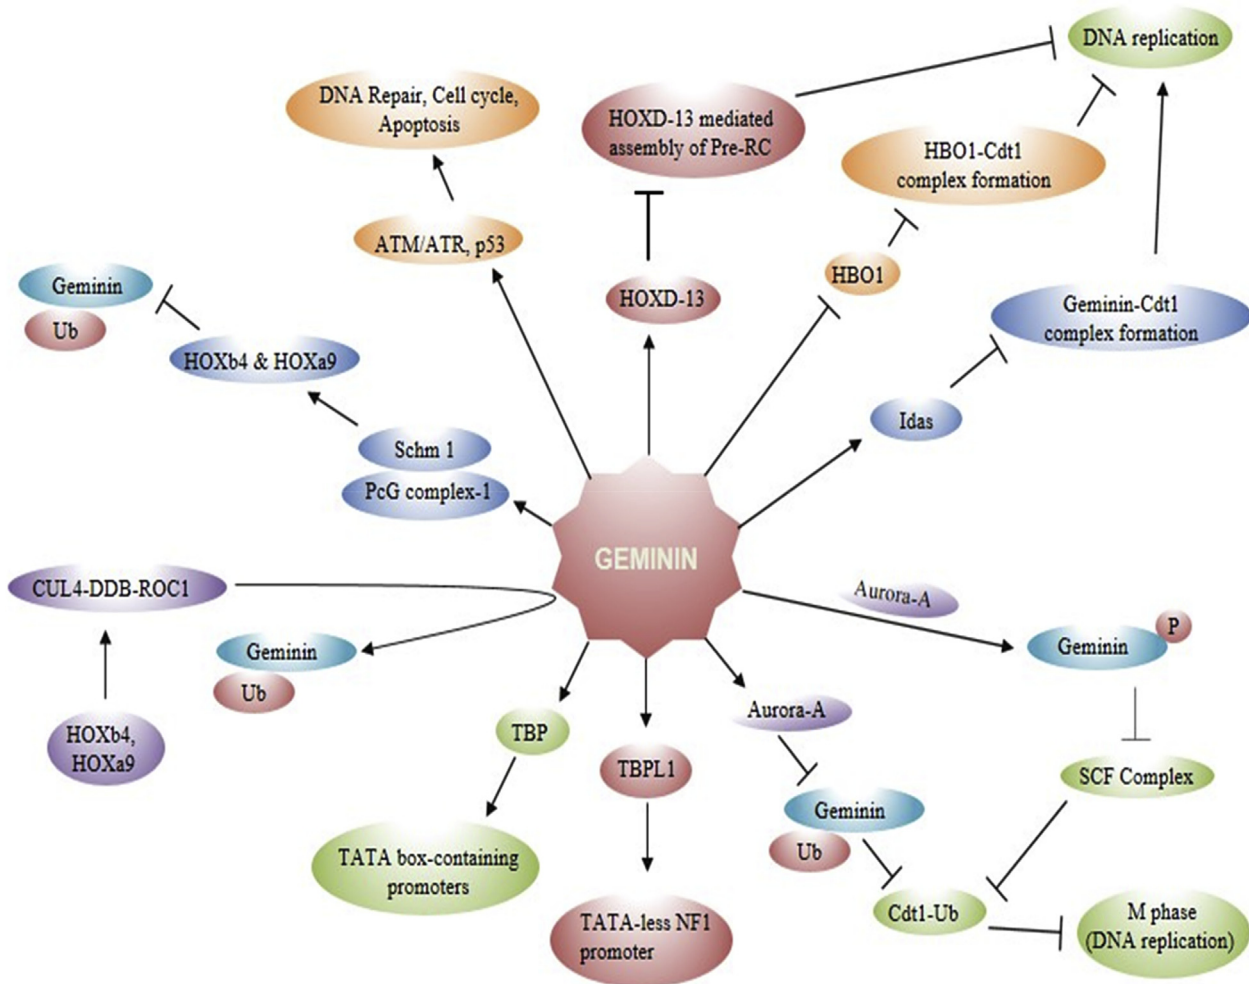 DNA replication
DNA Repair, Cell cycle,
Apoptosis
HOXD-13 mediated
assembly of Pre-RC
HBO1-Cdt1
complex formation
ATM/ATR, p53
HBO1
Geminin
Ub
HOXD-13
Geminin-Cdt1
complex formation
HOXb4 & HOXa9
Idas
Schm 1
PcG complex-1
GEMININ
CUL4-DDB-ROC1
Aurora-A
P
Geminin
Geminin
Ub
Aurora-A
HOXb4,
HOXa9
TBP
TBPL1
SCF Complex
Geminin
Ub
TATA box-containing
promoters
Cdt1-Ub
M phase
(DNA replication)
TATA-less NF1
promoter